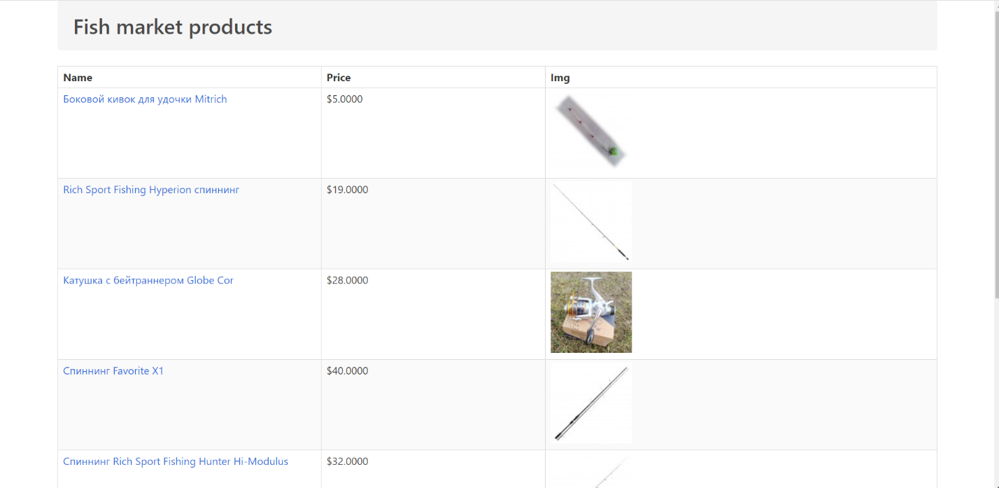 Fish market products
Name Price Img
Боковой кивок для удочки Mitrich $5.0000
Rich Sport Fishing Hyperion спиннинг $19.0000
Катушка с бейтраннером Globe Cor $28.0000
Спиннинг Favorite X1 $40.0000
Спиннинг Rich Sport Fishing Hunter Hi-Modulus $32.0000